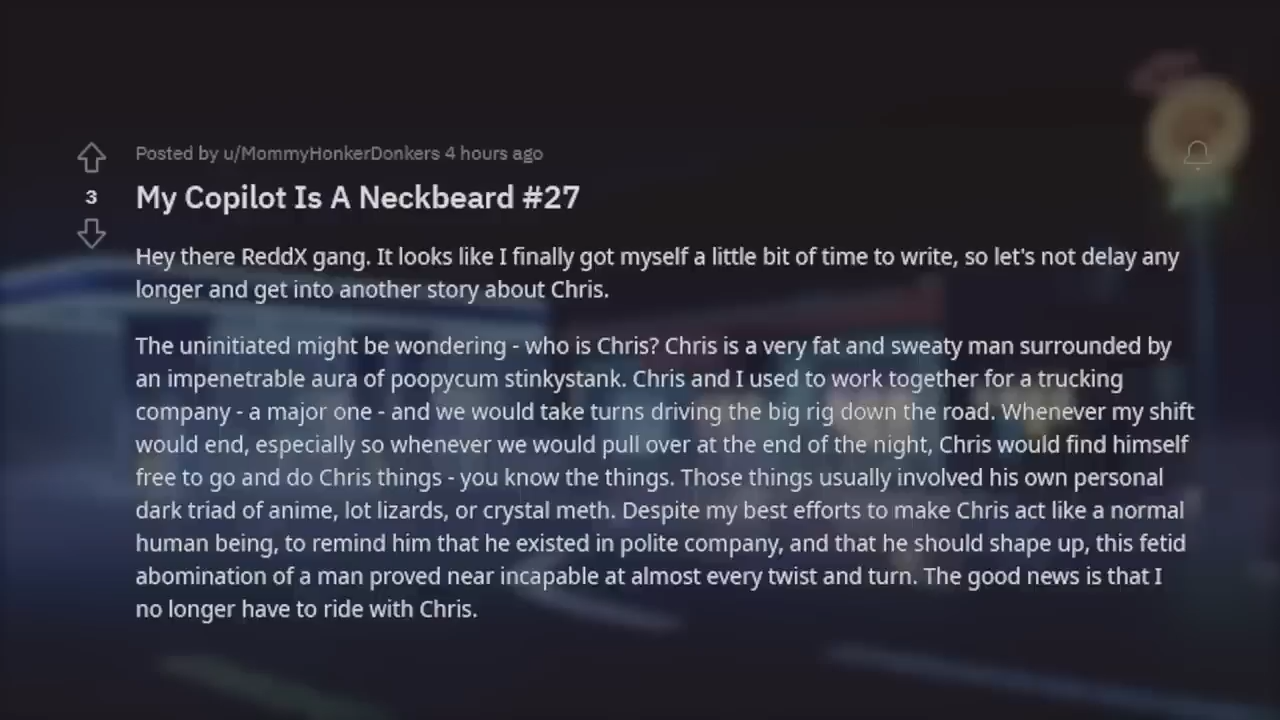 Posted by u/MommyHonkerDonkers 4 hours ago
3
My Copilot Is A Neckbeard #27
Hey there ReddX gang. It looks like I finally got myself a little bit of time to write, so let's not delay any
longer and get into another story about Chris.
The uninitiated might be wondering - who is Chris? Chris is a very fat and sweaty man surrounded by
an impenetrable aura of poopycum stinkystank. Chris and I used to work together for a trucking
company - a major one - and we would take turns driving the big rig down the road. Whenever my shift
would end, especially so whenever we would pull over at the end of the night, Chris would find himself
free to go and do Chris things - you know the things. Those things usually involved his own personal
dark triad of anime, lot lizards, or crystal meth. Despite my best efforts to make Chris act like a normal
human being, to remind him that he existed in polite company, and that he should shape up, this fetid
abomination of a man proved near incapable at almost every twist and turn. The good news is that I
no longer have to ride with Chris.